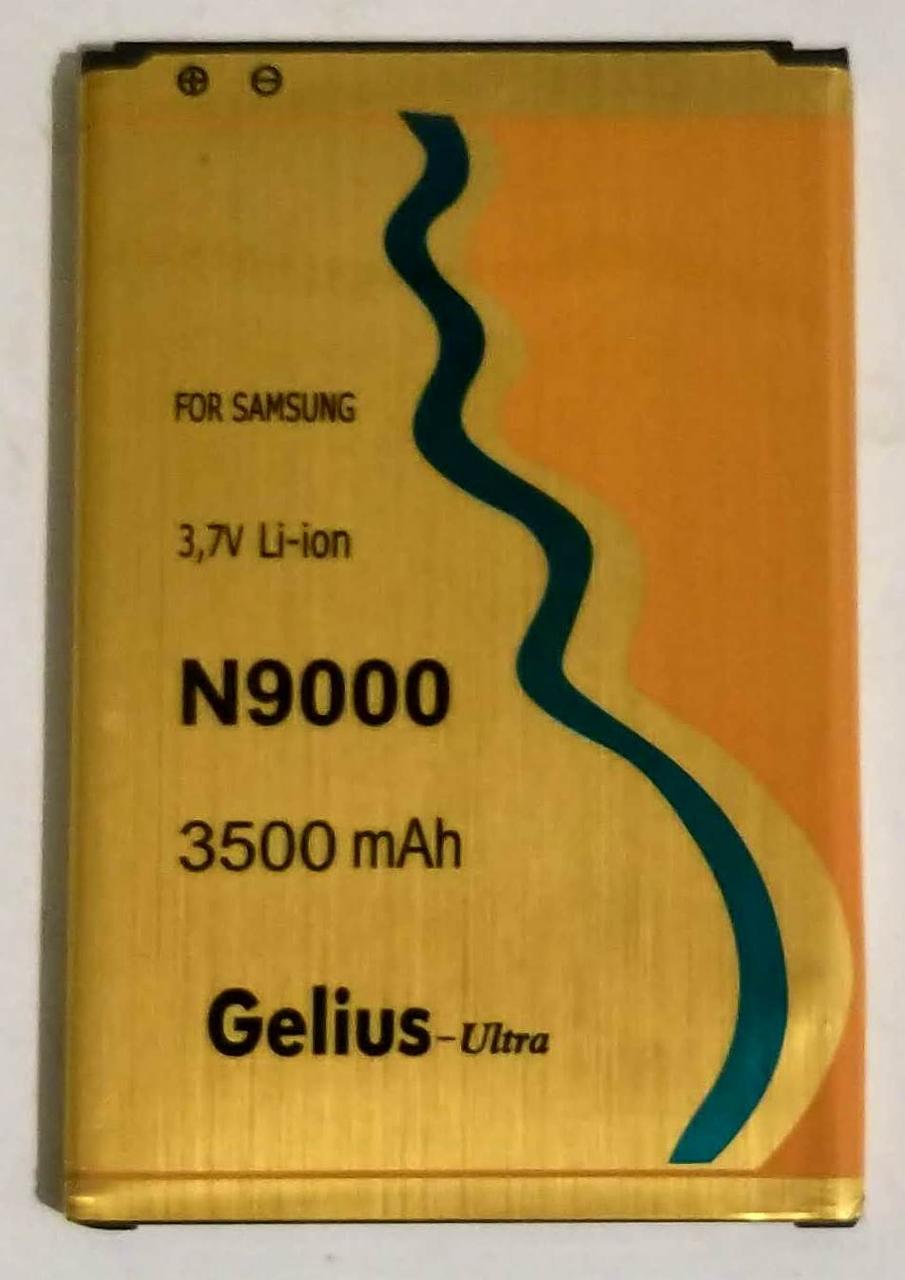 ⊕ ⊖
FOR SAMSUNG
3,7V Li-ion
N9000
3500 mAh
Gelius-Ultra